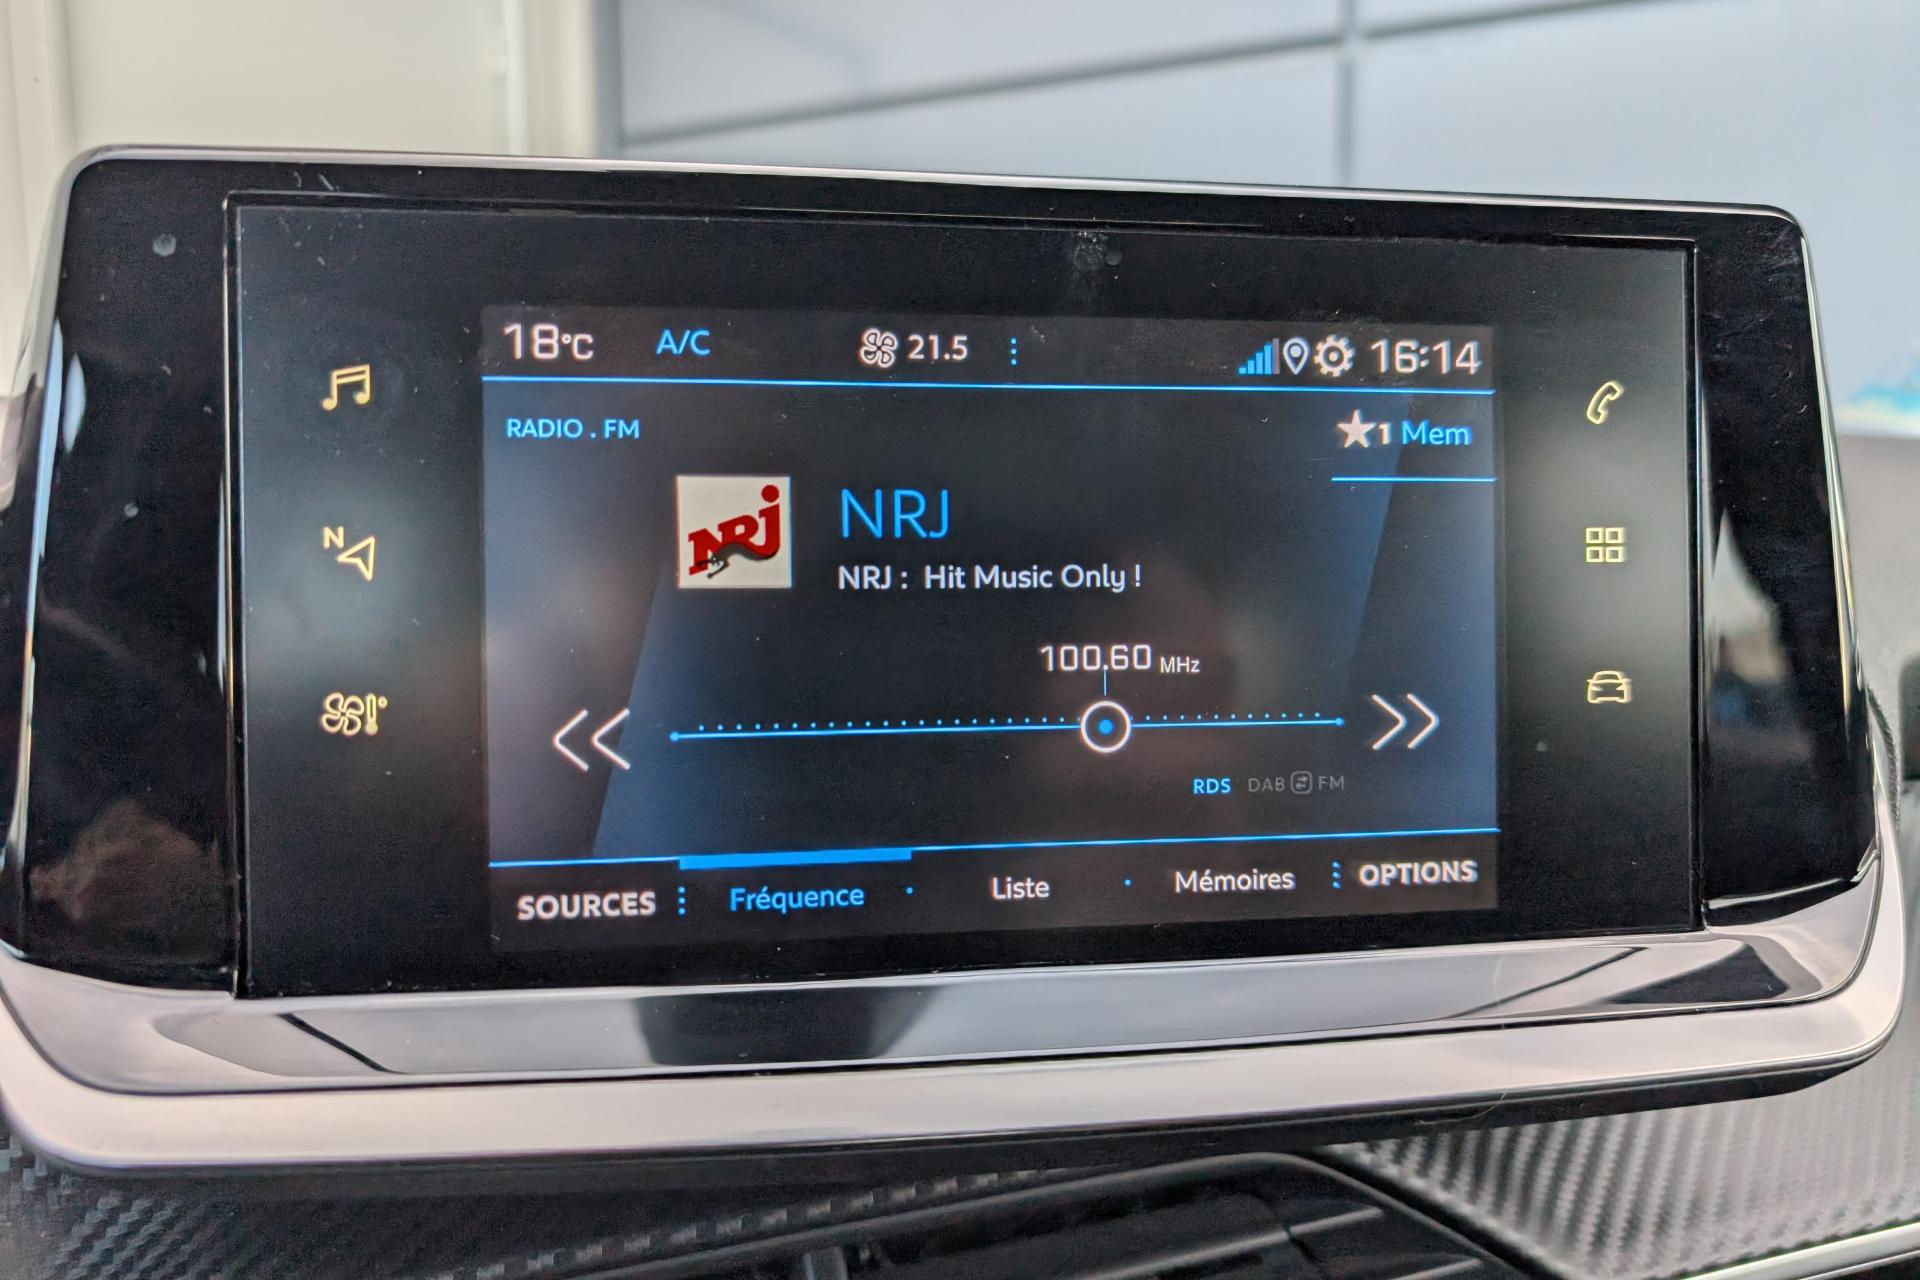 18°C A/C 21.5 16:14
RADIO . FM
1 Mem
NRJ
NRJ
NRJ : Hit Music Only !
100.60 MHz
N
RDS DAB FM
SOURCES Fréquence Liste Mémoires OPTIONS